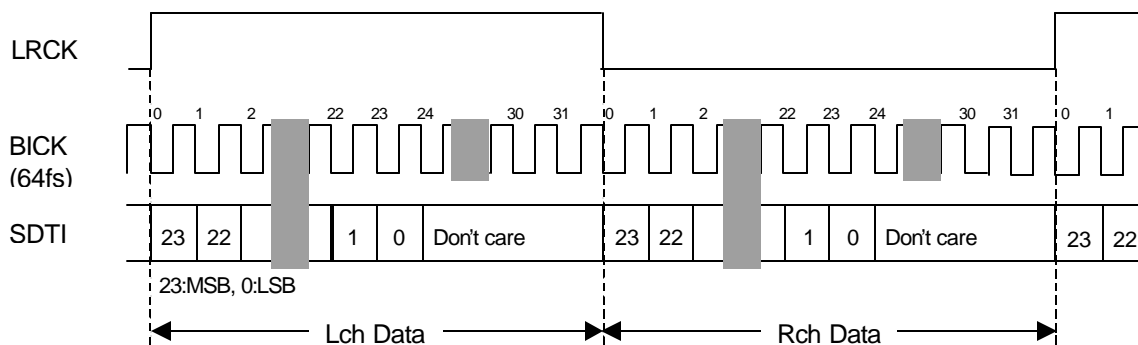 LRCK
0 1 2 22 23 24 30 31 0 1 2 22 23 24 30 31 0 1
BICK
(64fs)
SDTI 23 22 1 0 Don't care 23 22 1 0 Don't care 23 22
23:MSB, 0:LSB
Lch Data Rch Data